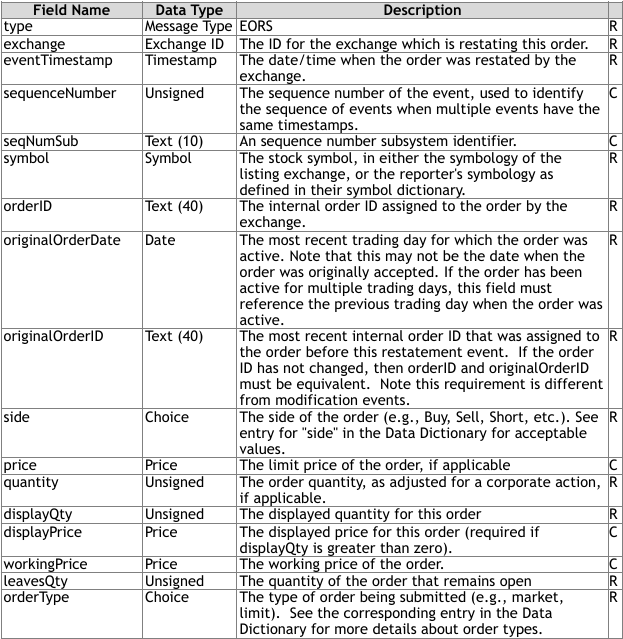 Field Name Data Type Description
type Message Type EORS R
exchange Exchange ID The ID for the exchange which is restating this order. R
eventTimestamp Timestamp The date/time when the order was restated by the R
exchange.
sequenceNumber Unsigned The sequence number of the event, used to identify C
the sequence of events when multiple events have the
same timestamps.
seqNumSub Text (10) An sequence number subsystem identifier. C
symbol Symbol The stock symbol, in either the symbology of the R
listing exchange, or the reporter's symbology as
defined in their symbol dictionary.
orderID Text (40) The internal order ID assigned to the order by the R
exchange.
originalOrderDate Date The most recent trading day for which the order was R
active. Note that this may not be the date when the
order was originally accepted. If the order has been
active for multiple trading days, this field must
reference the previous trading day when the order was
active.
originalOrderID Text (40) The most recent internal order ID that was assigned to R
the order before this restatement event.  If the order
ID has not changed, then orderID and originalOrderID
must be equivalent.  Note this requirement is different
from modification events.
side Choice The side of the order (e.g., Buy, Sell, Short, etc.). See R
entry for "side" in the Data Dictionary for acceptable
values.
price Price The limit price of the order, if applicable C
quantity Unsigned The order quantity, as adjusted for a corporate action, R
if applicable.
displayQty Unsigned The displayed quantity for this order R
displayPrice Price The displayed price for this order (required if C
displayQty is greater than zero).
workingPrice Price The working price of the order. C
leavesQty Unsigned The quantity of the order that remains open R
orderType Choice The type of order being submitted (e.g., market, R
limit).  See the corresponding entry in the Data
Dictionary for more details about order types.